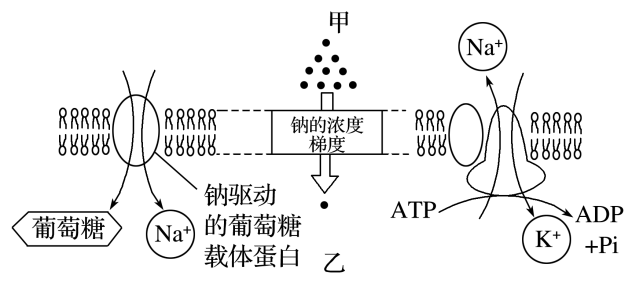 甲
Na⁺
钠的浓度
梯度
葡萄糖
Na⁺
钠驱动
的葡萄糖
载体蛋白
乙
ATP
K⁺
ADP
+Pi